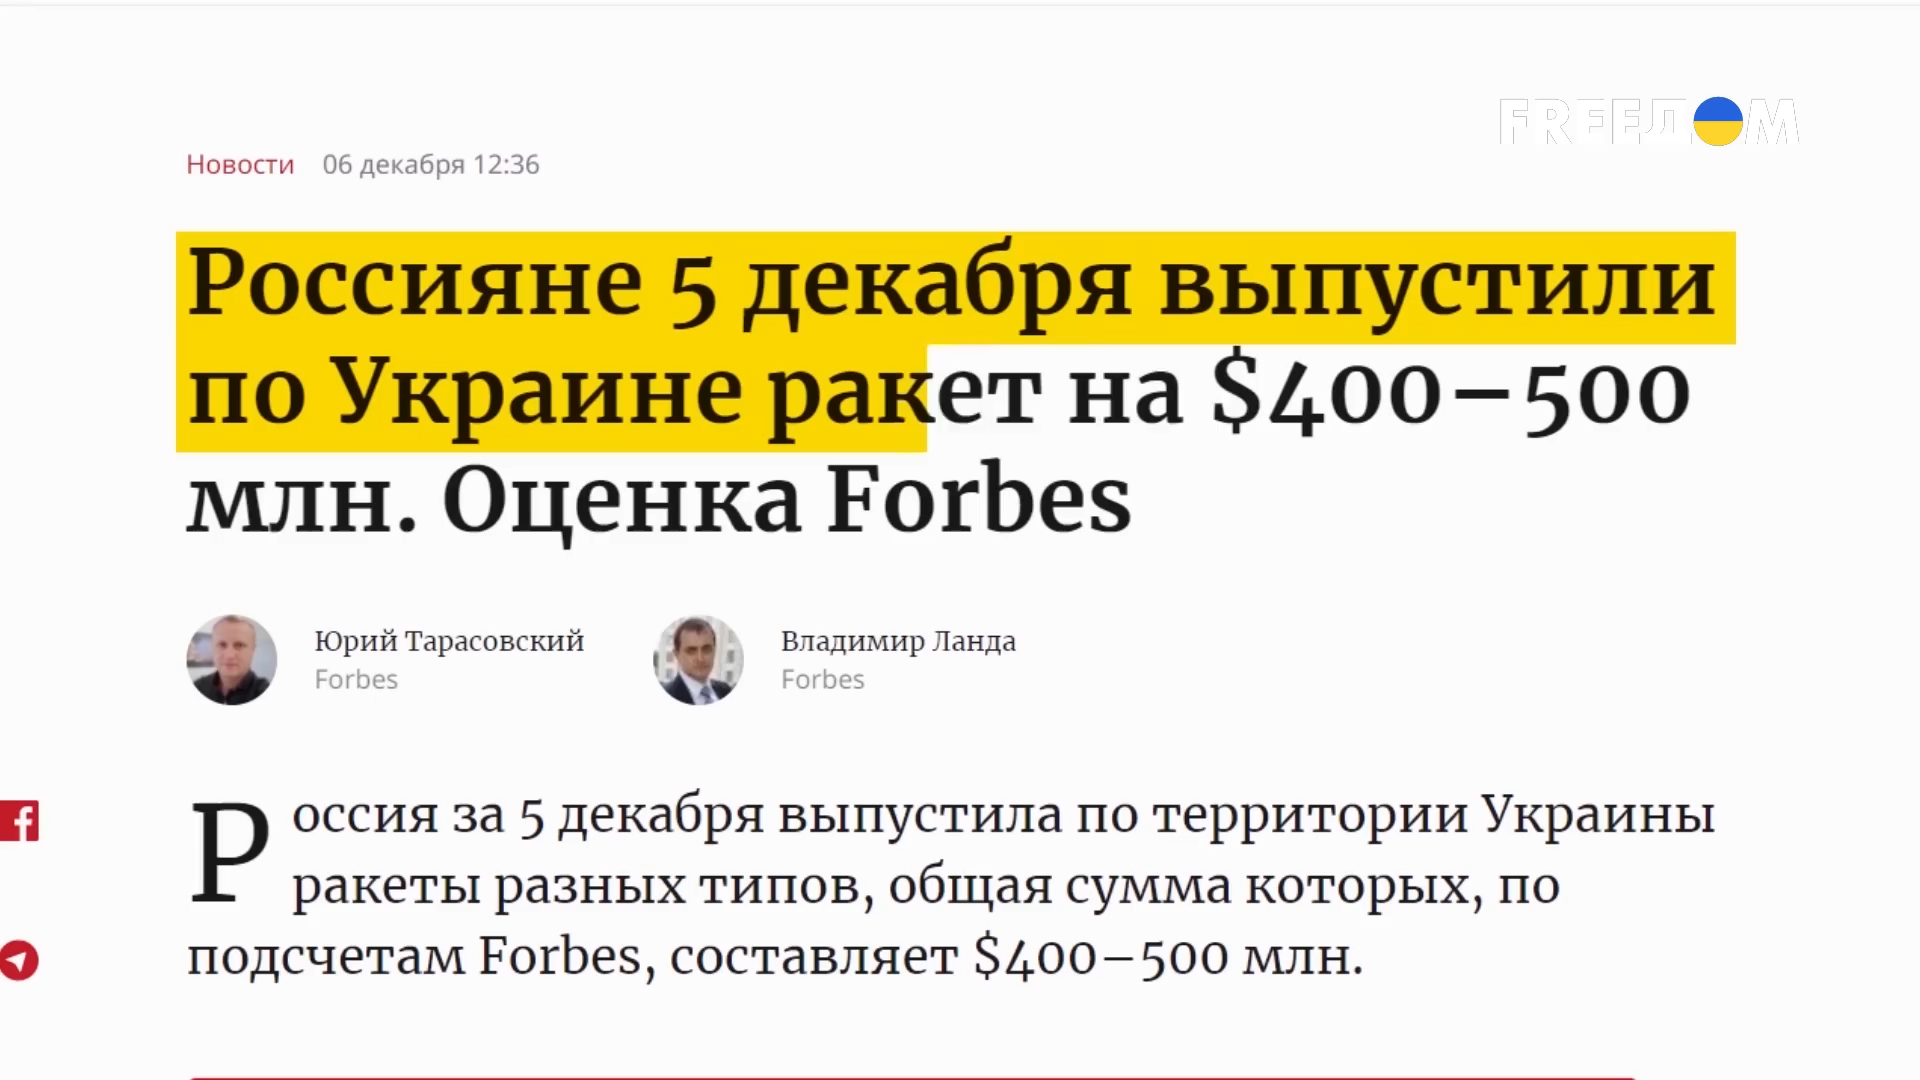 FREEДOM
Новости 06 декабря 12:36
Россияне 5 декабря выпустили
по Украине ракет на $400–500
млн. Оценка Forbes
Юрий Тарасовский
Forbes
Владимир Ланда
Forbes
Россия за 5 декабря выпустила по территории Украины
ракеты разных типов, общая сумма которых, по
подсчетам Forbes, составляет $400–500 млн.